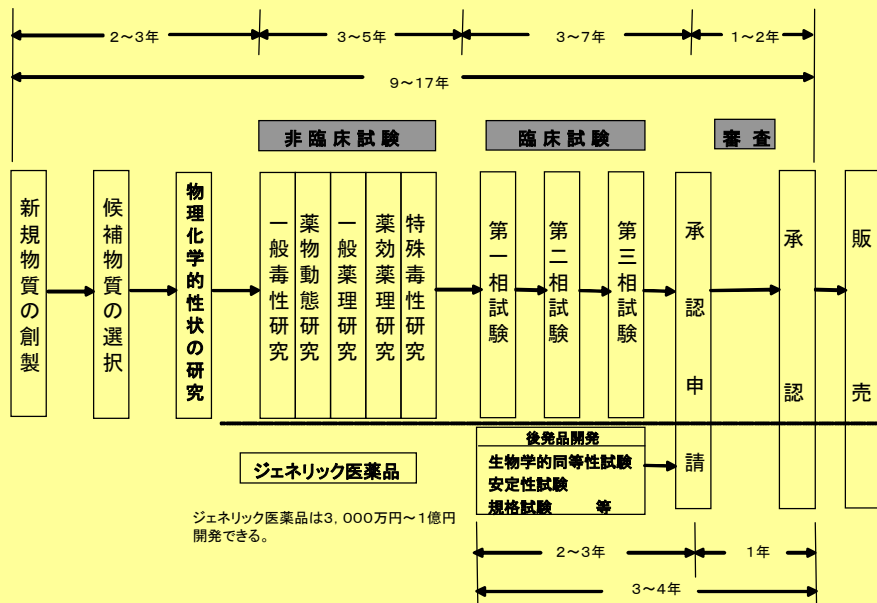 2～3年
3～5年
3～7年
1～2年
9～17年
非臨床試験
臨床試験
審査
新規物質の創製
候補物質の選択
物理化学的性状の研究
一般毒性研究
薬物動態研究
一般薬理研究
薬効薬理研究
特殊毒性研究
第一相試験
第二相試験
第三相試験
承認申請
承認
販売
後発品開発
生物学的同等性試験
安定性試験
規格試験 等
ジェネリック医薬品
ジェネリック医薬品は3，000万円～1億円
開発できる。
2～3年
1年
3～4年